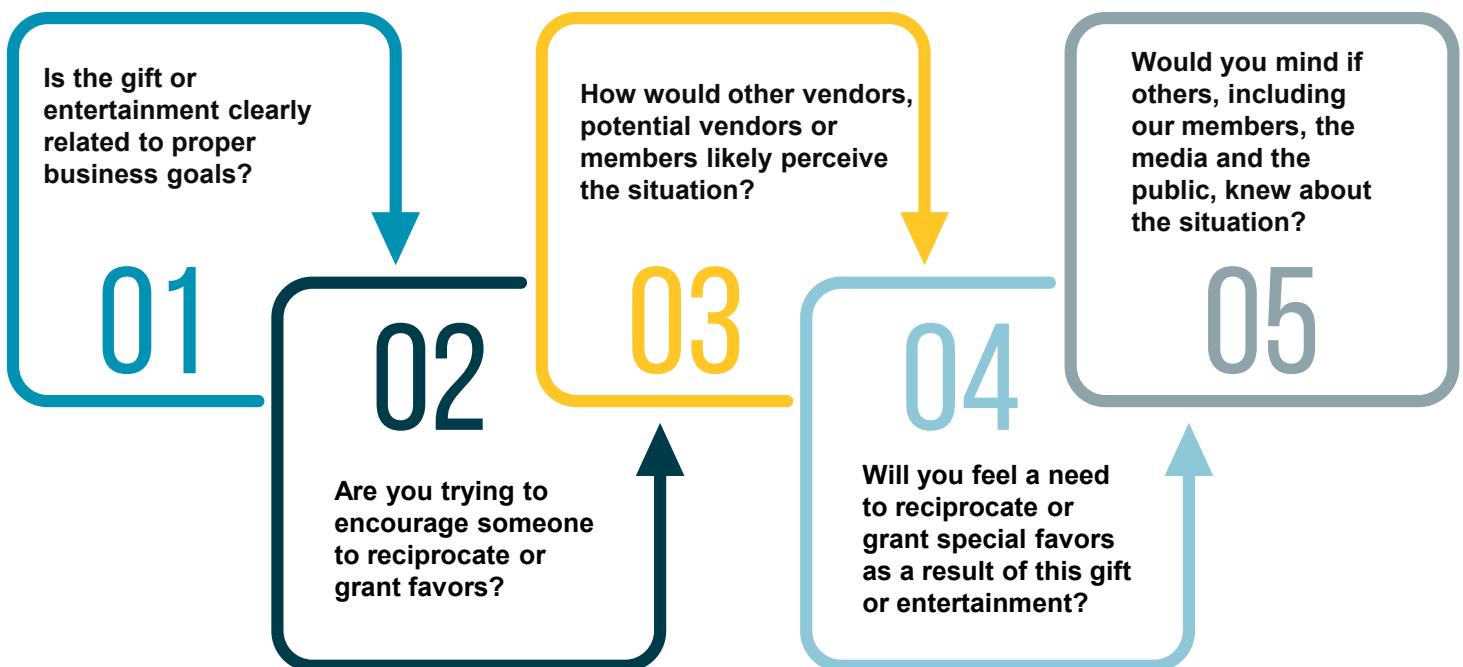 Is the gift or
entertainment clearly
related to proper
business goals?
01
02
Are you trying to
encourage someone
to reciprocate or
grant favors?
How would other vendors,
potential vendors or
members likely perceive
the situation?
03
04
Will you feel a need
to reciprocate or
grant special favors
as a result of this gift
or entertainment?
Would you mind if
others, including
our members, the
media and the
public, knew about
the situation?
05